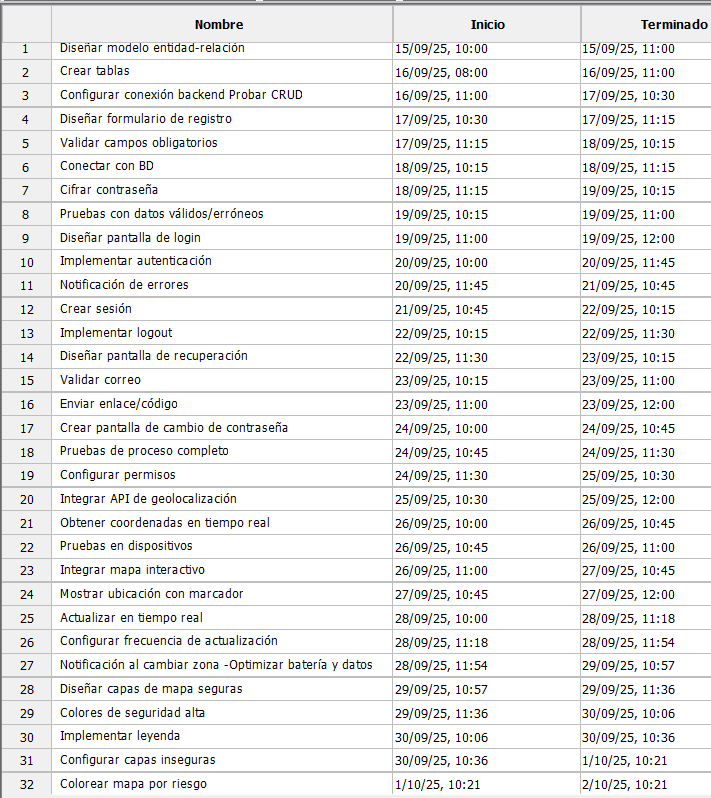 Nombre Inicio Terminado
1 Diseñar modelo entidad-relación 15/09/25, 10:00 15/09/25, 11:00
2 Crear tablas 16/09/25, 08:00 16/09/25, 11:00
3 Configurar conexión backend Probar CRUD 16/09/25, 11:00 17/09/25, 10:30
4 Diseñar formulario de registro 17/09/25, 10:30 17/09/25, 11:15
5 Validar campos obligatorios 17/09/25, 11:15 18/09/25, 10:15
6 Conectar con BD 18/09/25, 10:15 18/09/25, 11:15
7 Cifrar contraseña 18/09/25, 11:15 19/09/25, 10:15
8 Pruebas con datos válidos/erróneos 19/09/25, 10:15 19/09/25, 11:00
9 Diseñar pantalla de login 19/09/25, 11:00 19/09/25, 12:00
10 Implementar autenticación 20/09/25, 10:00 20/09/25, 11:45
11 Notificación de errores 20/09/25, 11:45 21/09/25, 10:45
12 Crear sesión 21/09/25, 10:45 22/09/25, 10:15
13 Implementar logout 22/09/25, 10:15 22/09/25, 11:30
14 Diseñar pantalla de recuperación 22/09/25, 11:30 23/09/25, 10:15
15 Validar correo 23/09/25, 10:15 23/09/25, 11:00
16 Enviar enlace/código 23/09/25, 11:00 23/09/25, 12:00
17 Crear pantalla de cambio de contraseña 24/09/25, 10:00 24/09/25, 10:45
18 Pruebas de proceso completo 24/09/25, 10:45 24/09/25, 11:30
19 Configurar permisos 24/09/25, 11:30 25/09/25, 10:30
20 Integrar API de geolocalización 25/09/25, 10:30 25/09/25, 12:00
21 Obtener coordenadas en tiempo real 26/09/25, 10:00 26/09/25, 10:45
22 Pruebas en dispositivos 26/09/25, 10:45 26/09/25, 11:00
23 Integrar mapa interactivo 26/09/25, 11:00 27/09/25, 10:45
24 Mostrar ubicación con marcador 27/09/25, 10:45 27/09/25, 12:00
25 Actualizar en tiempo real 28/09/25, 10:00 28/09/25, 11:18
26 Configurar frecuencia de actualización 28/09/25, 11:18 28/09/25, 11:54
27 Notificación al cambiar zona -Optimizar batería y datos 28/09/25, 11:54 29/09/25, 10:57
28 Diseñar capas de mapa seguras 29/09/25, 10:57 29/09/25, 11:36
29 Colores de seguridad alta 29/09/25, 11:36 30/09/25, 10:06
30 Implementar leyenda 30/09/25, 10:06 30/09/25, 10:36
31 Configurar capas inseguras 30/09/25, 10:36 1/10/25, 10:21
32 Colorear mapa por riesgo 1/10/25, 10:21 2/10/25, 10:21